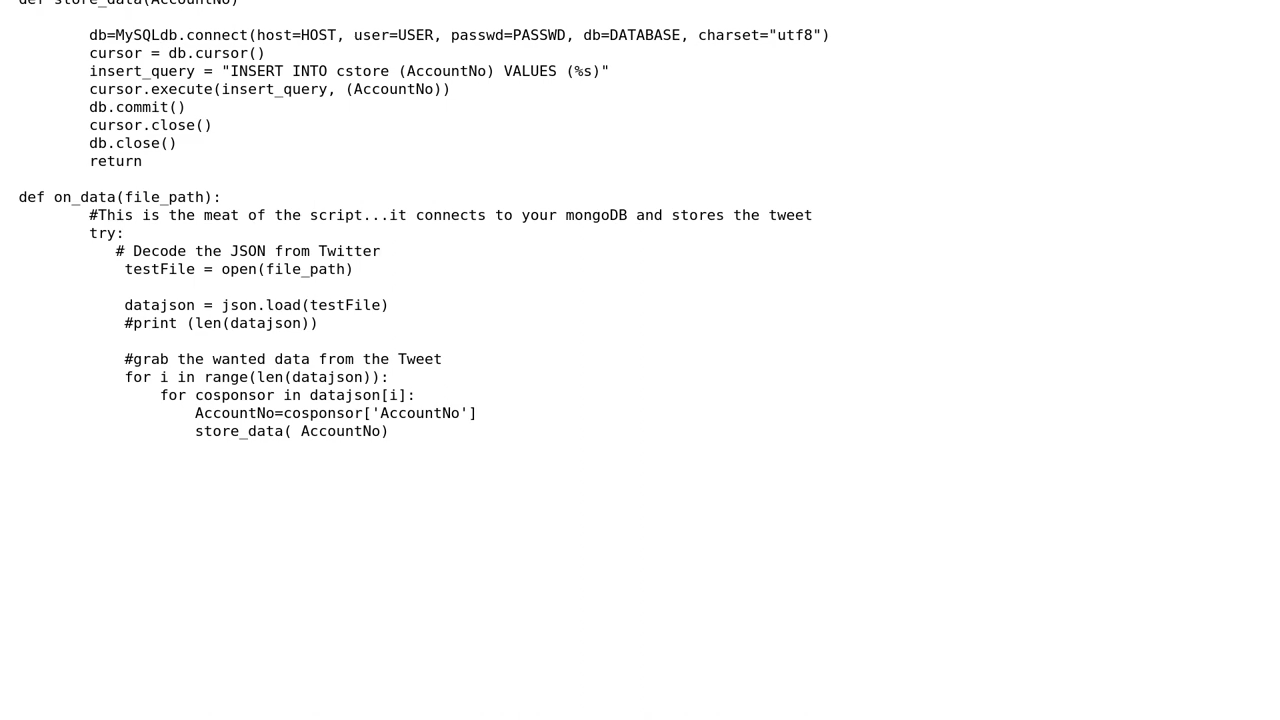 def store_data(AccountNo)
db=MySQLdb.connect(host=HOST, user=USER, passwd=PASSWD, db=DATABASE, charset="utf8")
cursor = db.cursor()
insert_query = "INSERT INTO cstore (AccountNo) VALUES (%s)"
cursor.execute(insert_query, (AccountNo))
db.commit()
cursor.close()
db.close()
return
def on_data(file_path):
#This is the meat of the script...it connects to your mongoDB and stores the tweet
try:
# Decode the JSON from Twitter
testFile = open(file_path)
datajson = json.load(testFile)
#print (len(datajson))
#grab the wanted data from the Tweet
for i in range(len(datajson)):
for cosponsor in datajson[i]:
AccountNo=cosponsor['AccountNo']
store_data( AccountNo)